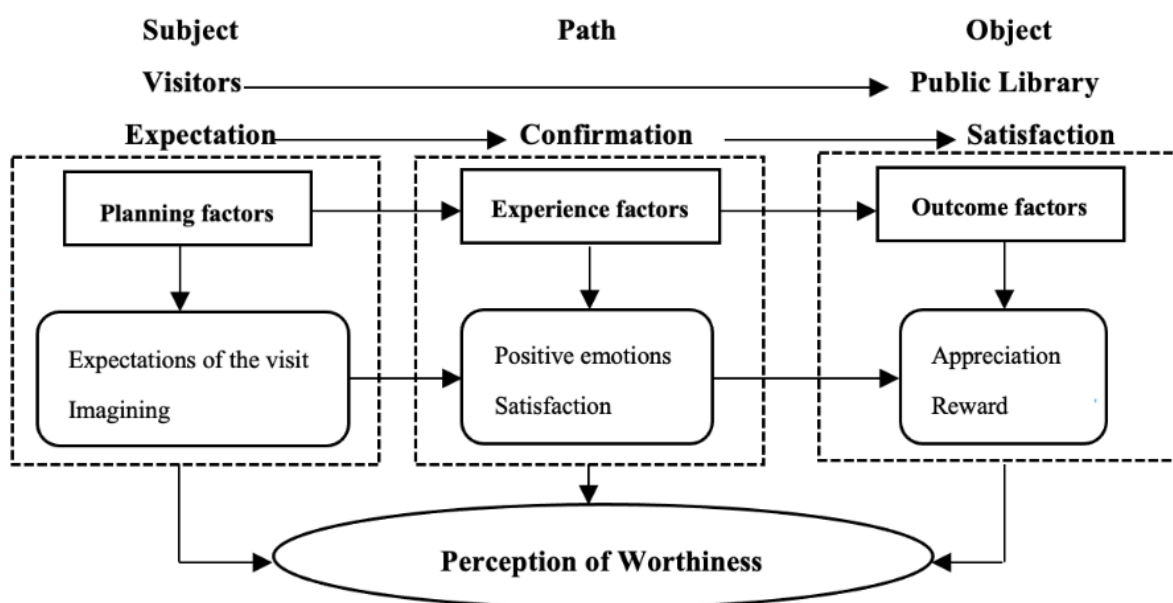 Subject Path Object
Visitors Public Library
Expectation Confirmation Satisfaction
Planning factors Experience factors Outcome factors
Expectations of the visit
Imagining
Positive emotions
Satisfaction
Appreciation
Reward
Perception of Worthiness